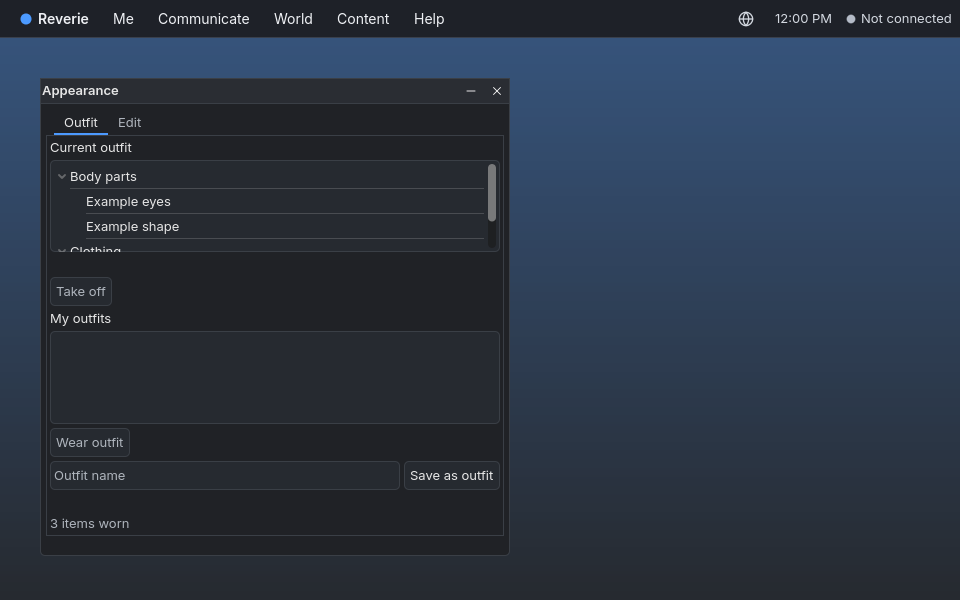 Reverie Me Communicate World Content Help 12:00 PM Not connected
Appearance
Outfit Edit
Current outfit
Body parts
Example eyes
Example shape
Clothing
Take off
My outfits
Wear outfit
Outfit name Save as outfit
3 items worn